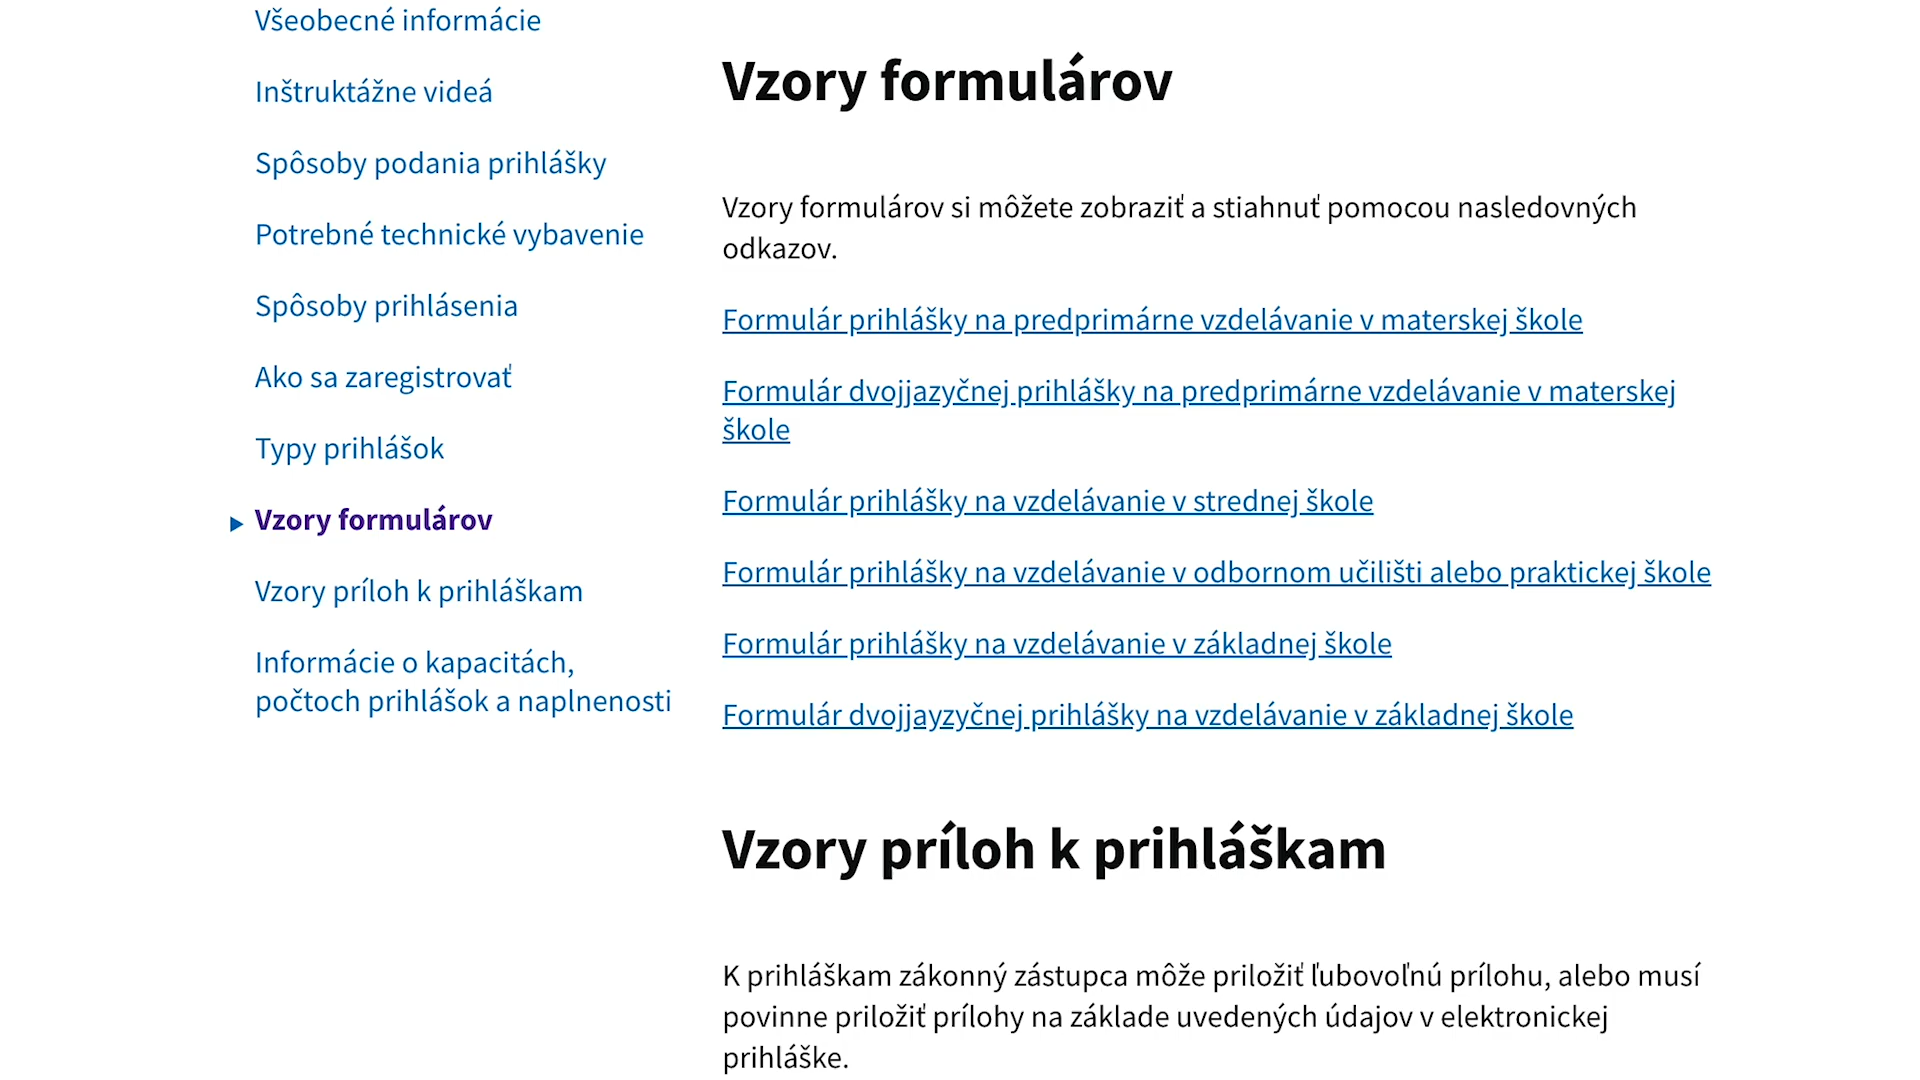 Všeobecné informácie
Inštruktážne videá
Spôsoby podania prihlášky
Potrebné technické vybavenie
Spôsoby prihlásenia
Ako sa zaregistrovať
Typy prihlášok
Vzory formulárov
Vzory príloh k prihláškam
Informácie o kapacitách,
počtoch prihlášok a naplnenosti
Vzory formulárov
Vzory formulárov si môžete zobraziť a stiahnuť pomocou nasledovných
odkazov.
Formulár prihlášky na predprimárne vzdelávanie v materskej škole
Formulár dvojjazyčnej prihlášky na predprimárne vzdelávanie v materskej
škole
Formulár prihlášky na vzdelávanie v strednej škole
Formulár prihlášky na vzdelávanie v odbornom učilišti alebo praktickej škole
Formulár prihlášky na vzdelávanie v základnej škole
Formulár dvojjayzyčnej prihlášky na vzdelávanie v základnej škole
Vzory príloh k prihláškam
K prihláškam zákonný zástupca môže priložiť ľubovoľnú prílohu, alebo musí
povinne priložiť prílohy na základe uvedených údajov v elektronickej
prihláške.